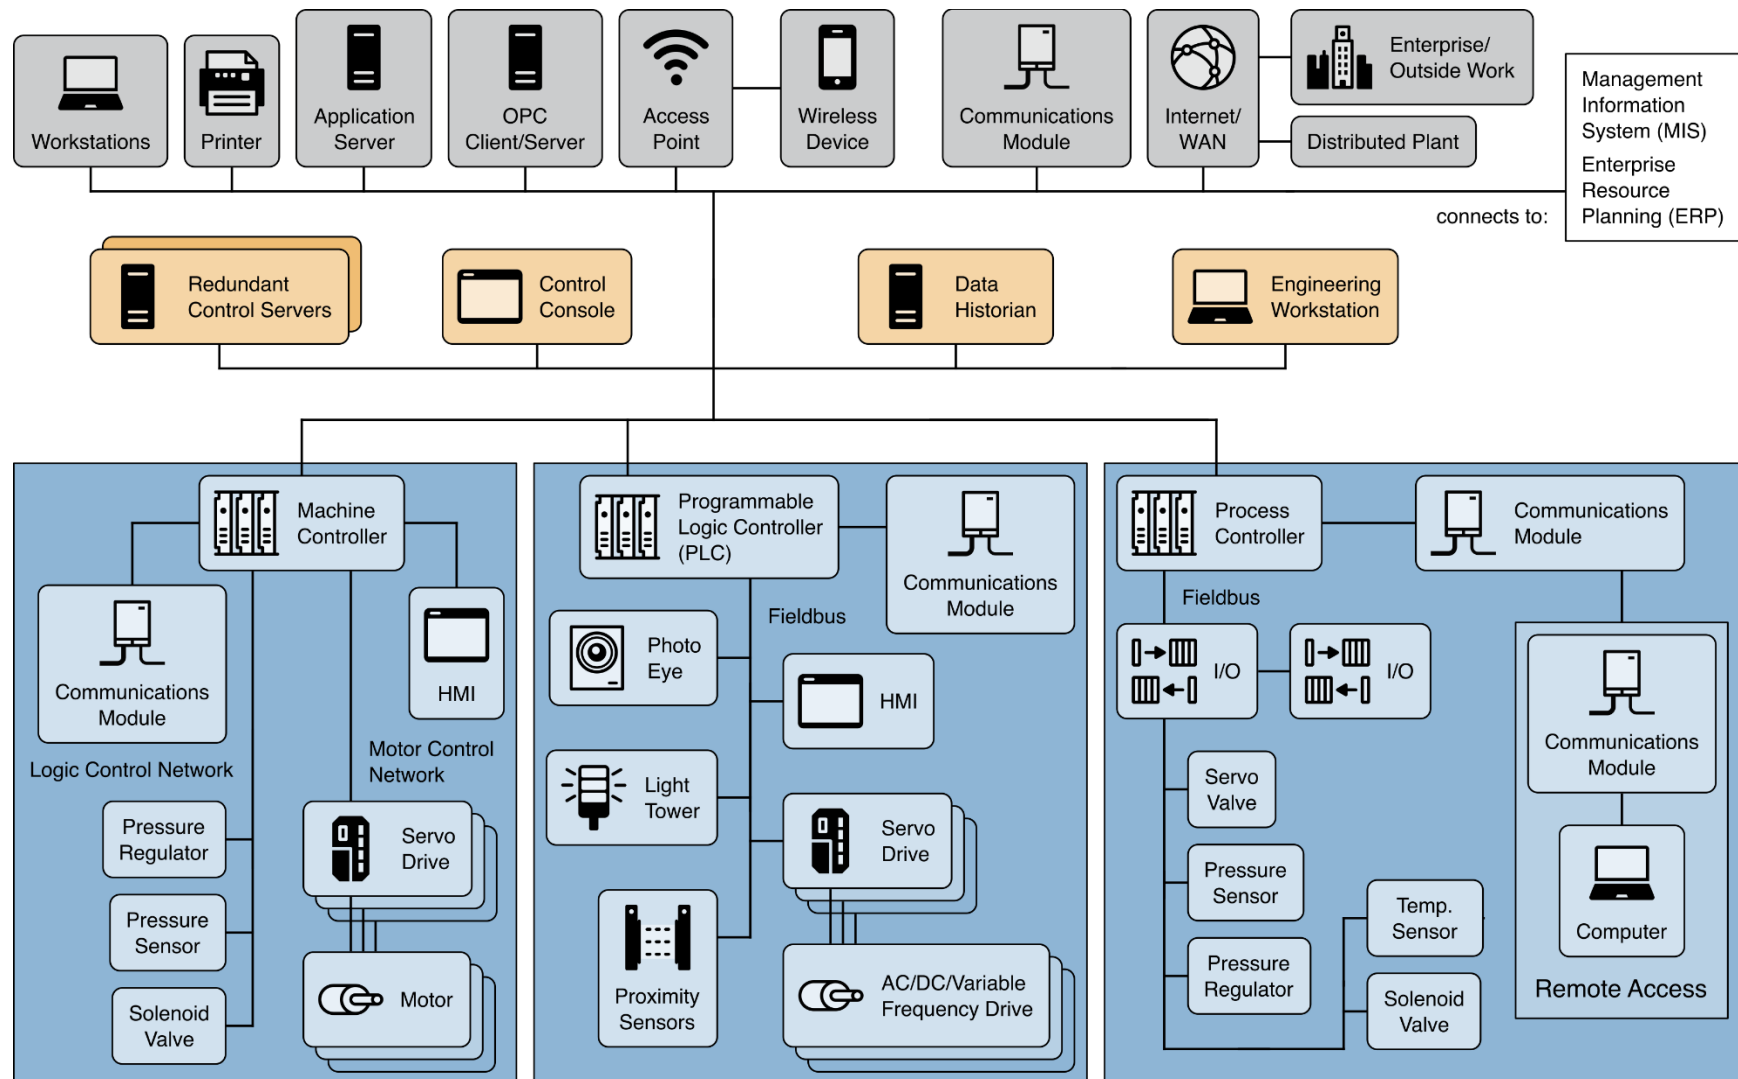 Workstations
Printer
Application
Server
OPC
Client/Server
Access
Point
Wireless
Device
Communications
Module
Internet/
WAN
Enterprise/
Outside Work
Distributed Plant
Management
Information
System (MIS)
Enterprise
Resource
Planning (ERP)
connects to:
Redundant
Control Servers
Control
Console
Data
Historian
Engineering
Workstation
Machine
Controller
Communications
Module
HMI
Logic Control Network
Motor Control
Network
Pressure
Regulator
Servo
Drive
Pressure
Sensor
Solenoid
Valve
Motor
Programmable
Logic Controller
(PLC)
Communications
Module
Fieldbus
Photo
Eye
HMI
Light
Tower
Servo
Drive
Proximity
Sensors
AC/DC/Variable
Frequency Drive
Process
Controller
Communications
Module
Fieldbus
I/O
I/O
Servo
Valve
Pressure
Sensor
Pressure
Regulator
Temp.
Sensor
Solenoid
Valve
Communications
Module
Computer
Remote Access